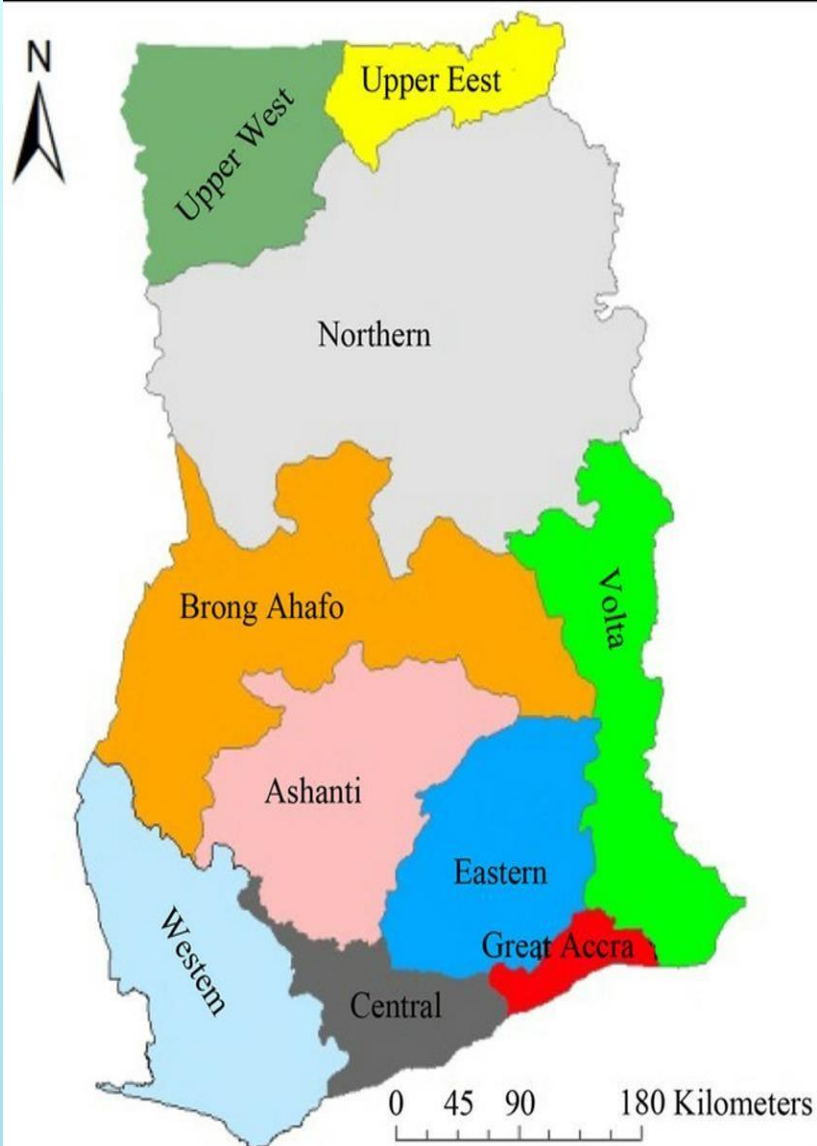 N
Upper Eest
Upper West
Northern
Volta
Brong Ahafo
Ashanti
Eastern
Great Accra
Westem
Central
0 45 90 180 Kilometers